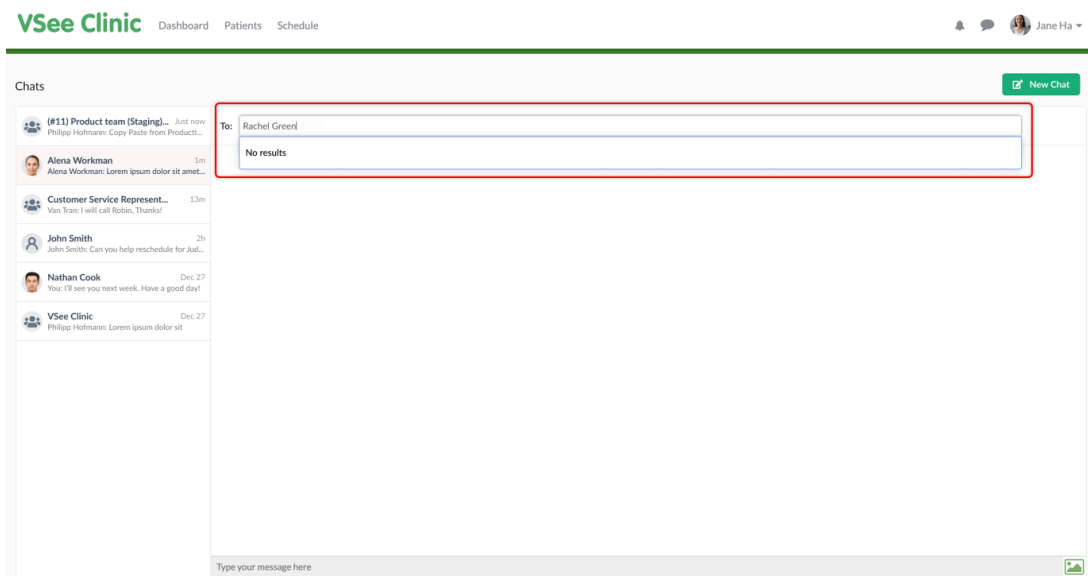 VSee Clinic Dashboard Patients Schedule Jane Ha
Chats
New Chat
(#11) Product team (Staging)... Just now
Philipp Hofmann: Copy Paste from Producti...
Alena Workman 1m
Alena Workman: Lorem ipsum dolor sit amet...
Customer Service Represent... 13m
Van Tran: I will call Robin, Thanks!
John Smith 2h
John Smith: Can you help reschedule for Jud...
Nathan Cook Dec 27
You: I'll see you next week. Have a good day!
VSee Clinic Dec 27
Philipp Hofmann: Lorem ipsum dolor sit
To: Rachel Green
No results
Type your message here